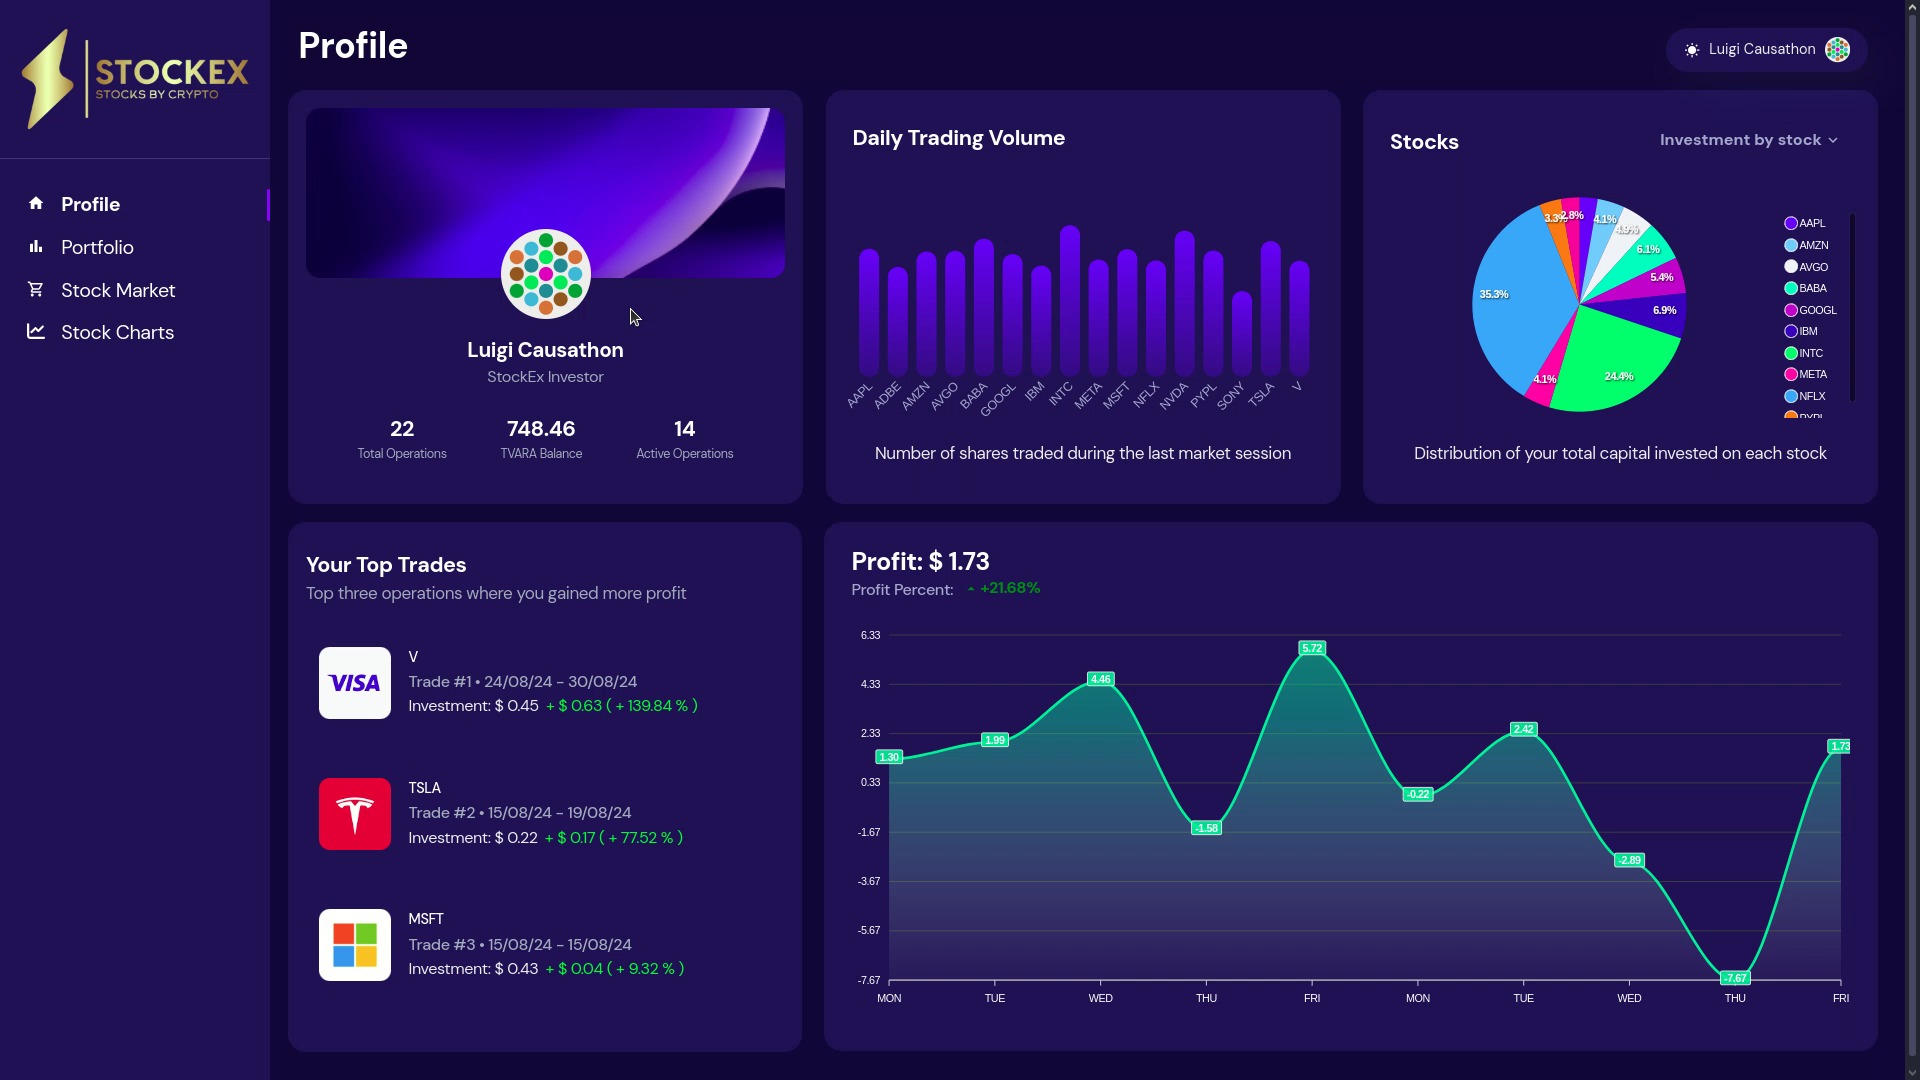 STOCKEX
STOCKS BY CRYPTO
Profile
Portfolio
Stock Market
Stock Charts
Profile
Luigi Causathon
Luigi Causathon
StockEx Investor
22
Total Operations
748.46
TVARA Balance
14
Active Operations
Daily Trading Volume
AAPL
ADBE
AMZN
AVGO
BABA
GOOGL
IBM
INTC
META
MSFT
NFLX
NVDA
PYPL
SONY
TSLA
V
Number of shares traded during the last market session
Stocks
Investment by stock
3.3%
2.8%
4.1%
4.9%
6.1%
5.4%
6.9%
24.4%
4.1%
35.3%
AAPL
AMZN
AVGO
BABA
GOOGL
IBM
INTC
META
NFLX
PYPL
Distribution of your total capital invested on each stock
Your Top Trades
Top three operations where you gained more profit
VISA
V
Trade #1 • 24/08/24 - 30/08/24
Investment: $ 0.45 + $ 0.63 ( + 139.84 % )
TSLA
Trade #2 • 15/08/24 - 19/08/24
Investment: $ 0.22 + $ 0.17 ( + 77.52 % )
MSFT
Trade #3 • 15/08/24 - 15/08/24
Investment: $ 0.43 + $ 0.04 ( + 9.32 % )
Profit: $ 1.73
Profit Percent: +21.68%
6.33
4.33
2.33
0.33
-1.67
-3.67
-5.67
-7.67
1.30
1.99
4.46
-1.58
5.72
-0.22
2.42
-2.89
-7.67
1.73
MON
TUE
WED
THU
FRI
MON
TUE
WED
THU
FRI